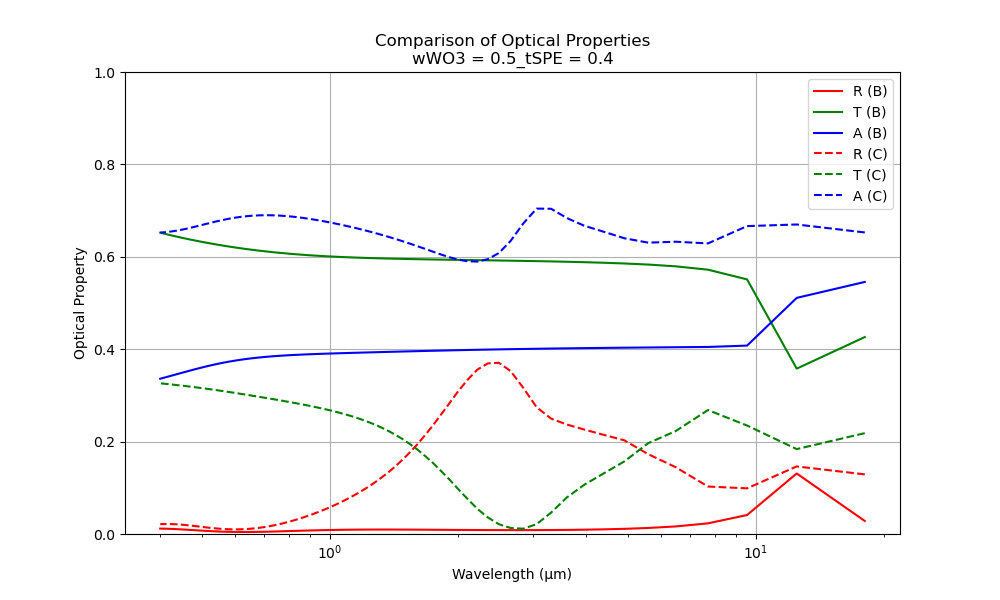 Comparison of Optical Properties
wWO3 = 0.5_tSPE = 0.4
1.0
0.8
0.6
0.4
0.2
0.0
Optical Property
R (B)
T (B)
A (B)
R (C)
T (C)
A (C)
10⁰
10¹
Wavelength (μm)